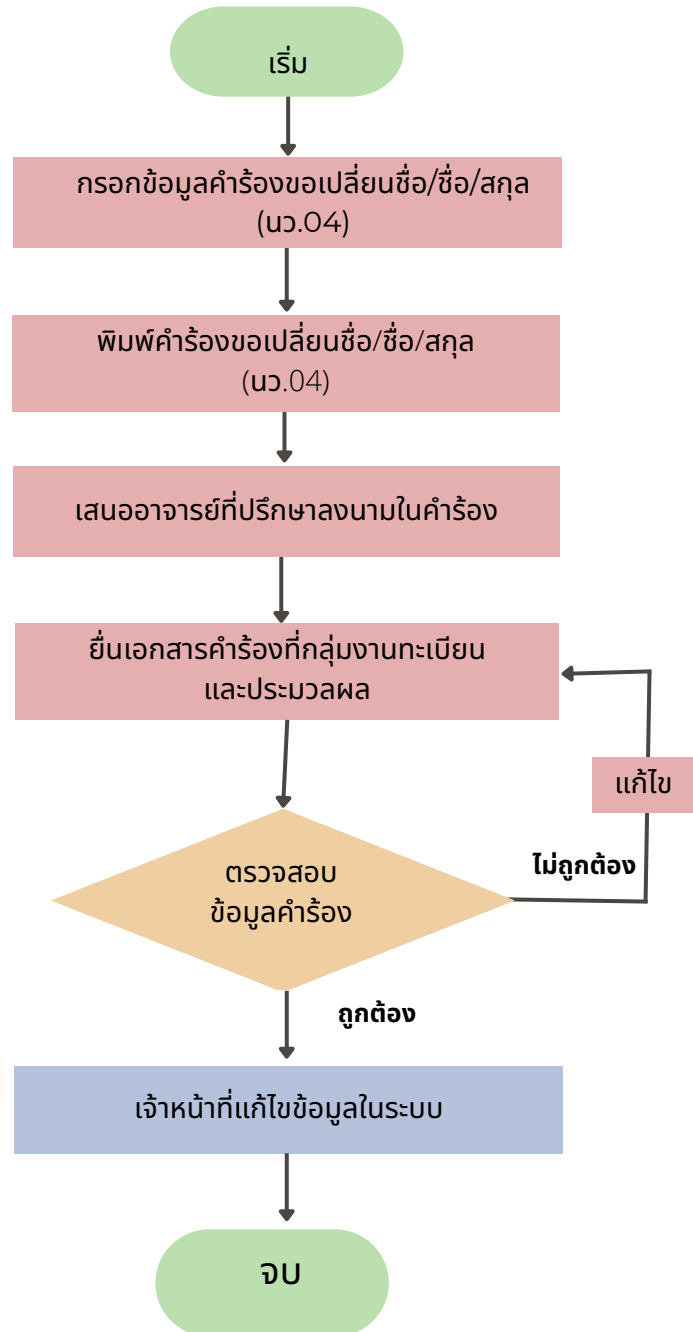 เริ่ม
กรอกข้อมูลคำร้องขอเปลี่ยนชื่อ/ชื่อ/สกุล
(นว.04)
พิมพ์คำร้องขอเปลี่ยนชื่อ/ชื่อ/สกุล
(นว.04)
เสนออาจารย์ที่ปรึกษาลงนามในคำร้อง
ยื่นเอกสารคำร้องที่กลุ่มงานทะเบียน
และประมวลผล
แก้ไข
ไม่ถูกต้อง
ตรวจสอบ
ข้อมูลคำร้อง
ถูกต้อง
เจ้าหน้าที่แก้ไขข้อมูลในระบบ
จบ